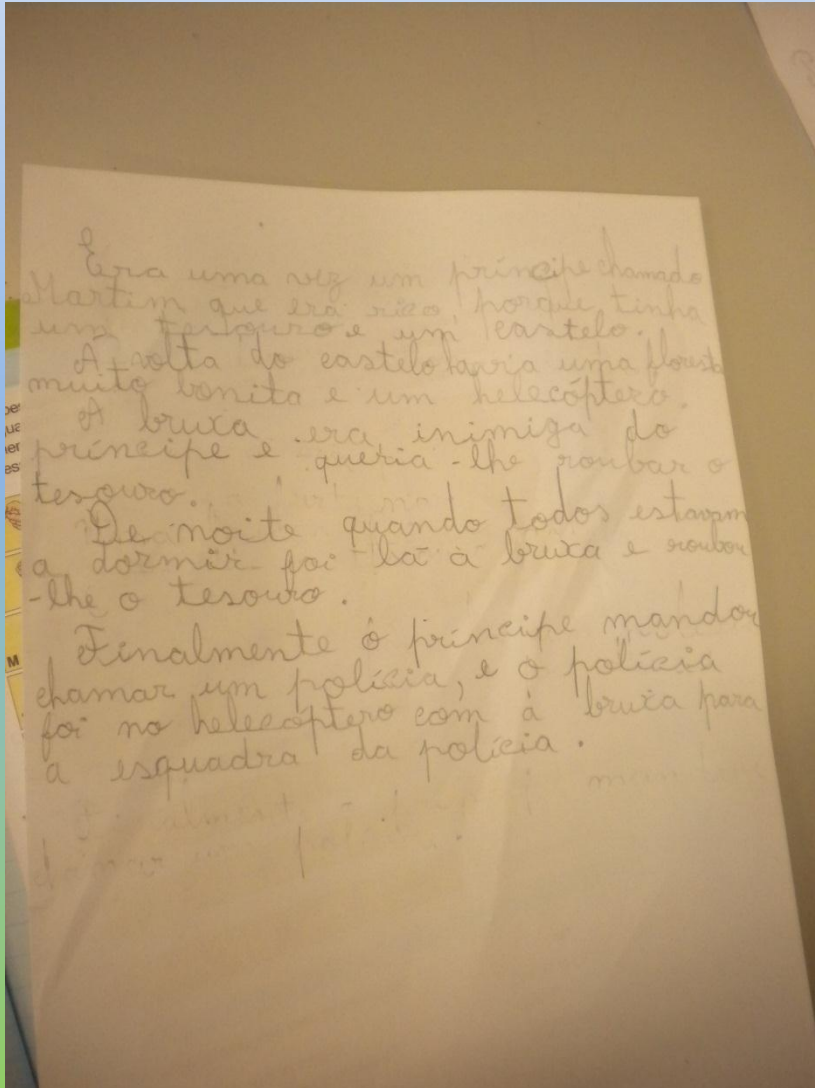 Era uma vez um príncipe chamado
Martim que era rico, porque tinha
um tesouro e um castelo.
À volta do castelo havia uma floresta
muito bonita e um helecóptero.
A bruxa era inimiga do
príncipe e queria-lhe roubar o
tesouro.
De noite quando todos estavam
a dormir foi lá à bruxa e roubou
-lhe o tesouro.
Finalmente o príncipe mandou
chamar um polícia, e o polícia
foi no helecóptero com à bruxa para
a esquadra da polícia.